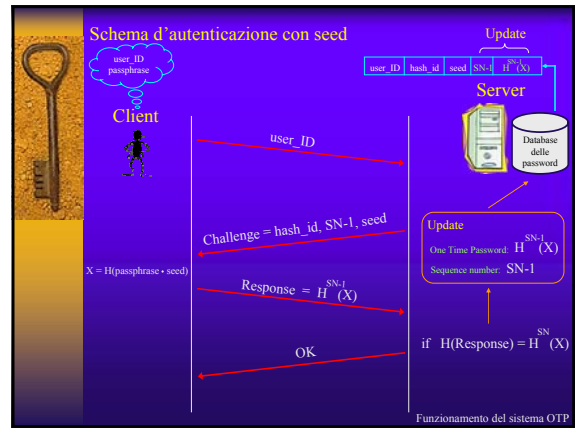 Schema d'autenticazione con seed
Update
user_ID
passphrase
user_ID hash_id seed SN-1 H^SN-1(X)
Server
Client
Database
delle
password
user_ID
Update
Challenge = hash_id, SN-1, seed
One Time Password: H^SN-1(X)
X = H(passphrase • seed)
Sequence number: SN-1
Response = H^SN-1(X)
if H(Response) = H^SN(X)
OK
Funzionamento del sistema OTP